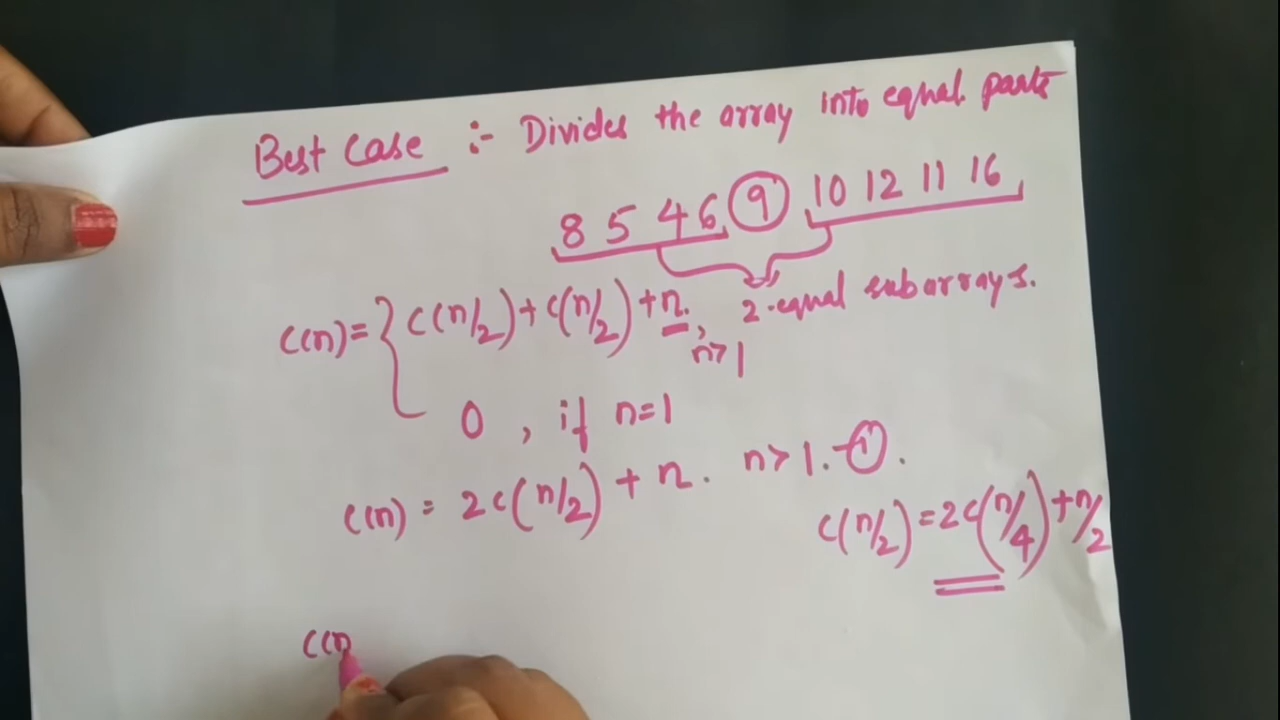 Best Case :- Divides the array into equal parts
8 5 4 6 9 10 12 11 16
2-equal subarrays.
C(n)= { C(n/2)+C(n/2)+n, n>1
0 , if n=1
C(n) = 2C(n/2) + n. n>1. -①.
C(n/2)=2C(n/4)+n/2
C(n